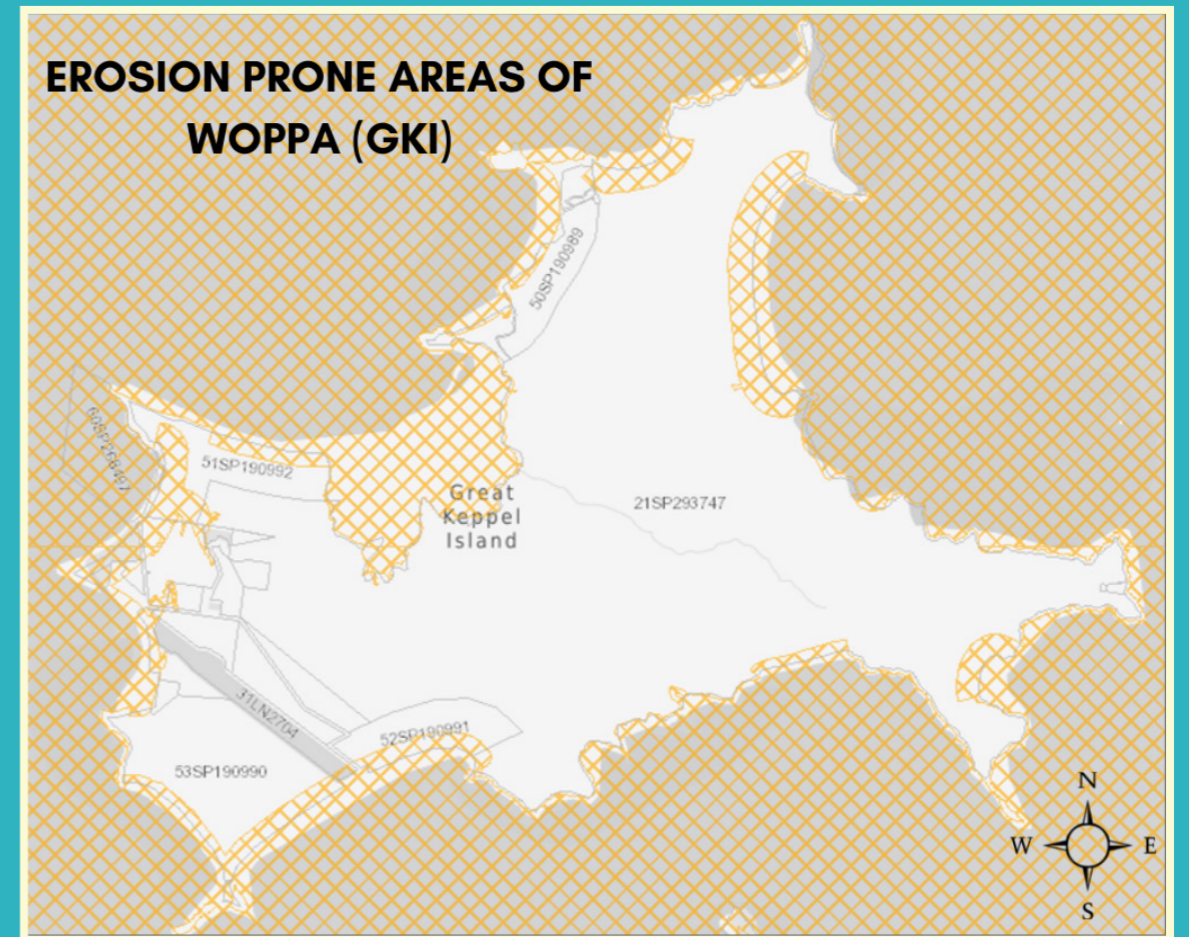 EROSION PRONE AREAS OF
WOPPA (GKI)
50SP190989
51SP190992
Great
Keppel
Island
21SP293747
31LN2704
52SP190991
53SP190990
N
W
E
S